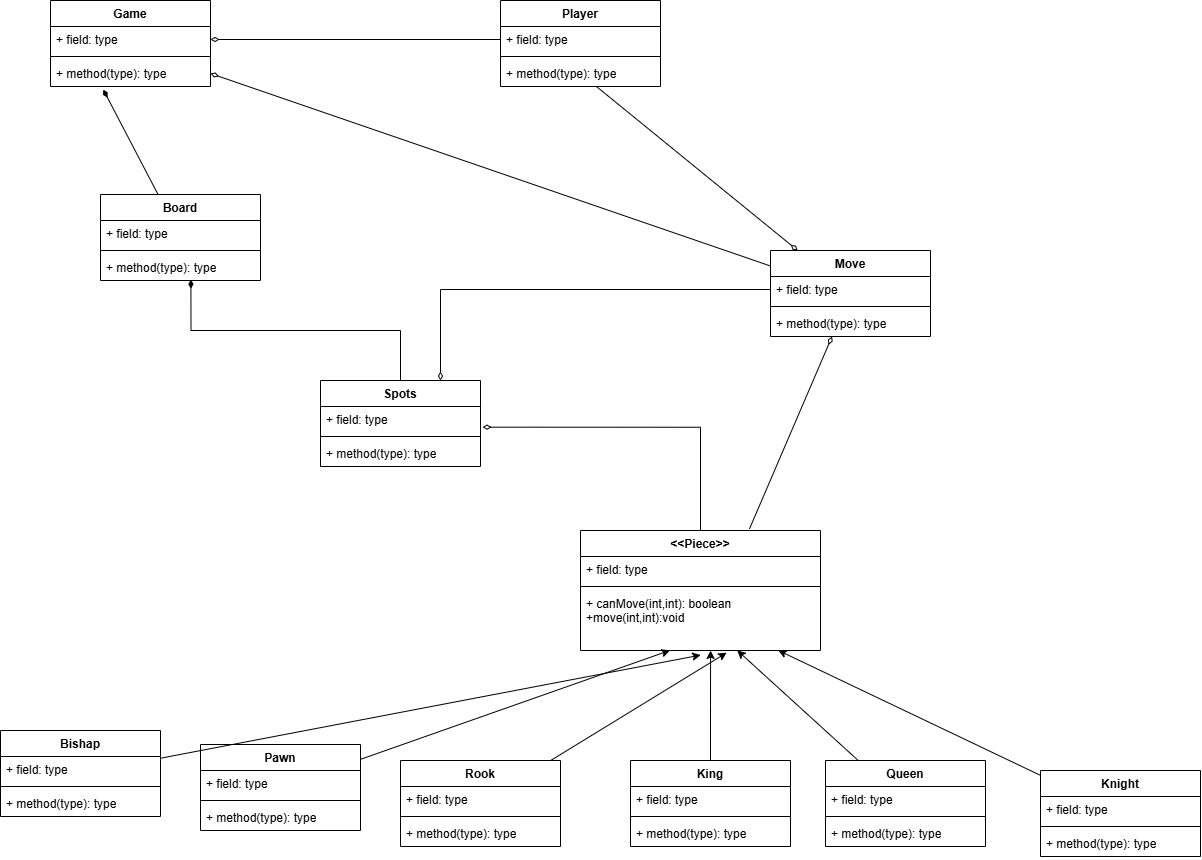 Game
+ field: type
+ method(type): type
Player
+ field: type
+ method(type): type
Board
+ field: type
+ method(type): type
Move
+ field: type
+ method(type): type
Spots
+ field: type
+ method(type): type
<<Piece>>
+ field: type
+ canMove(int,int): boolean
+move(int,int):void
Bishap
+ field: type
+ method(type): type
Pawn
+ field: type
+ method(type): type
Rook
+ field: type
+ method(type): type
King
+ field: type
+ method(type): type
Queen
+ field: type
+ method(type): type
Knight
+ field: type
+ method(type): type